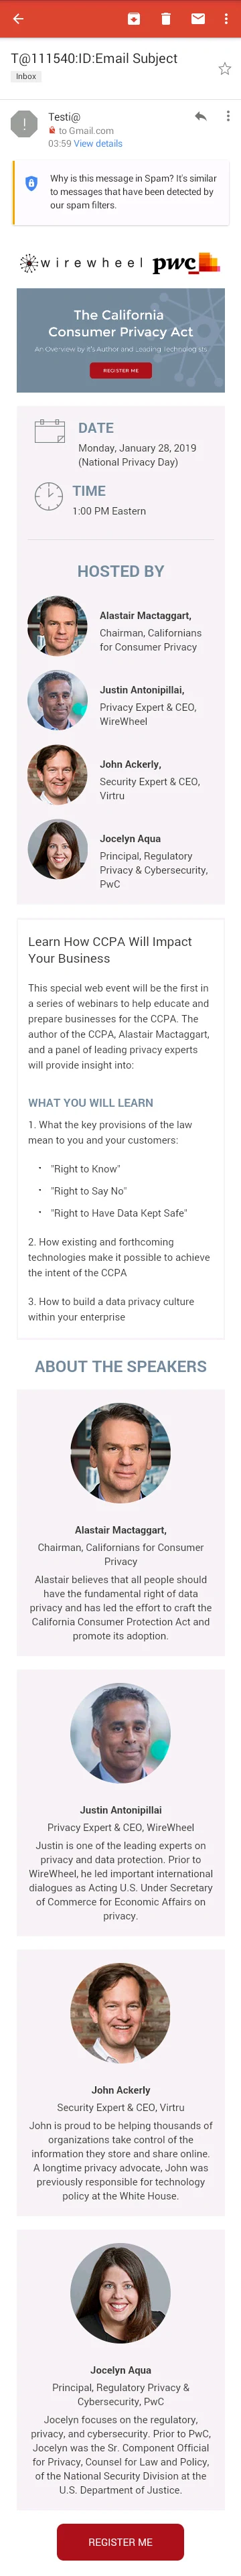 T@111540:ID:Email Subject
Inbox
Testi@
to Gmail.com
03:59 View details
Why is this message in Spam? It's similar
to messages that have been detected by
our spam filters.
wirewheel pwc
The California
Consumer Privacy Act
An Overview by it's Author and Leading Technologists
REGISTER ME
DATE
Monday, January 28, 2019
(National Privacy Day)
TIME
1:00 PM Eastern
HOSTED BY
Alastair Mactaggart,
Chairman, Californians
for Consumer Privacy
Justin Antonipillai,
Privacy Expert & CEO,
WireWheel
John Ackerly,
Security Expert & CEO,
Virtru
Jocelyn Aqua
Principal, Regulatory
Privacy & Cybersecurity,
PwC
Learn How CCPA Will Impact
Your Business
This special web event will be the first in
a series of webinars to help educate and
prepare businesses for the CCPA. The
author of the CCPA, Alastair Mactaggart,
and a panel of leading privacy experts
will provide insight into:
WHAT YOU WILL LEARN
1. What the key provisions of the law
mean to you and your customers:
• "Right to Know"
• "Right to Say No"
• "Right to Have Data Kept Safe"
2. How existing and forthcoming
technologies make it possible to achieve
the intent of the CCPA
3. How to build a data privacy culture
within your enterprise
ABOUT THE SPEAKERS
Alastair Mactaggart,
Chairman, Californians for Consumer
Privacy
Alastair believes that all people should
have the fundamental right of data
privacy and has led the effort to craft the
California Consumer Protection Act and
promote its adoption.
Justin Antonipillai
Privacy Expert & CEO, WireWheel
Justin is one of the leading experts on
privacy and data protection. Prior to
WireWheel, he led important international
dialogues as Acting U.S. Under Secretary
of Commerce for Economic Affairs on
privacy.
John Ackerly
Security Expert & CEO, Virtru
John is proud to be helping thousands of
organizations take control of the
information they store and share online.
A longtime privacy advocate, John was
previously responsible for technology
policy at the White House.
Jocelyn Aqua
Principal, Regulatory Privacy &
Cybersecurity, PwC
Jocelyn focuses on the regulatory,
privacy, and cybersecurity. Prior to PwC,
Jocelyn was the Sr. Component Official
for Privacy, Counsel for Law and Policy,
of the National Security Division at the
U.S. Department of Justice.
REGISTER ME